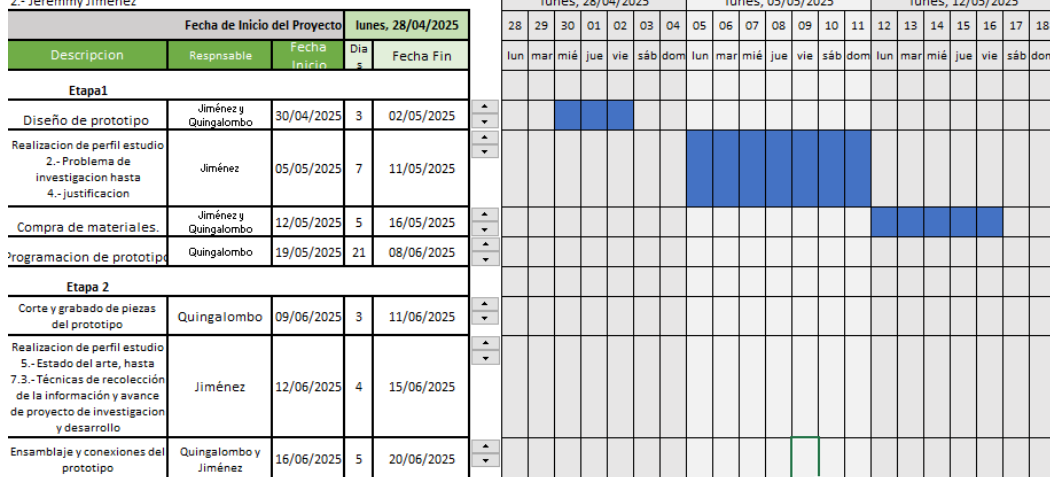 2.- Jeremmy Jiménez
lunes, 28/04/2025 lunes, 05/05/2025 lunes, 12/05/2025
Fecha de Inicio del Proyecto lunes, 28/04/2025 28 29 30 01 02 03 04 05 06 07 08 09 10 11 12 13 14 15 16 17 18
Descripcion Respnsable Fecha Inicio Dias Fecha Fin lun mar mié jue vie sáb dom lun mar mié jue vie sáb dom lun mar mié jue vie sáb dom
Etapa1
Diseño de prototipo Jiménez y Quingalombo 30/04/2025 3 02/05/2025
Realizacion de perfil estudio
2.- Problema de
investigacion hasta
4.- justificacion
Jiménez 05/05/2025 7 11/05/2025
Compra de materiales. Jiménez y Quingalombo 12/05/2025 5 16/05/2025
Programacion de prototipo Quingalombo 19/05/2025 21 08/06/2025
Etapa 2
Corte y grabado de piezas
del prototipo
Quingalombo 09/06/2025 3 11/06/2025
Realizacion de perfil estudio
5.- Estado del arte, hasta
7.3.- Técnicas de recolección
de la información y avance
de proyecto de investigacion
y desarrollo
Jiménez 12/06/2025 4 15/06/2025
Ensamblaje y conexiones del
prototipo
Quingalombo y
Jiménez
16/06/2025 5 20/06/2025